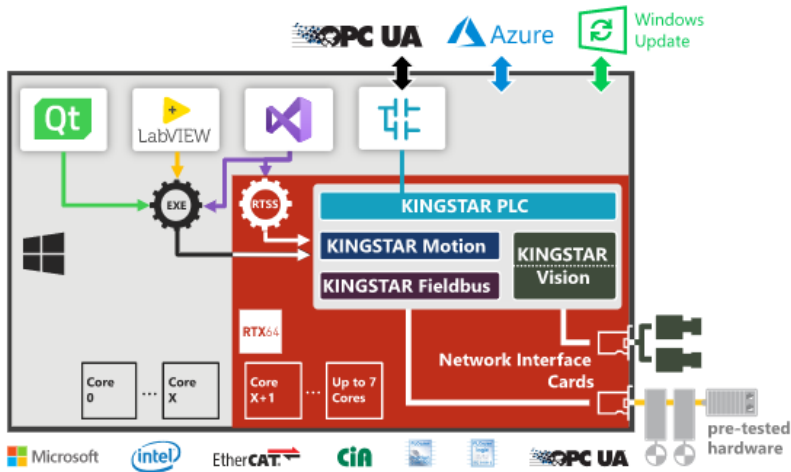 OPC UA
Azure
Windows
Update
Qt
LabVIEW
EXE
RTSS
KINGSTAR PLC
KINGSTAR Motion
KINGSTAR
Vision
KINGSTAR Fieldbus
RTX64
Network Interface
Cards
Core
0
...
Core
X
Core
X+1
...
Up to 7
Cores
pre-tested
hardware
Microsoft
intel
EtherCAT
CiA
OPC UA